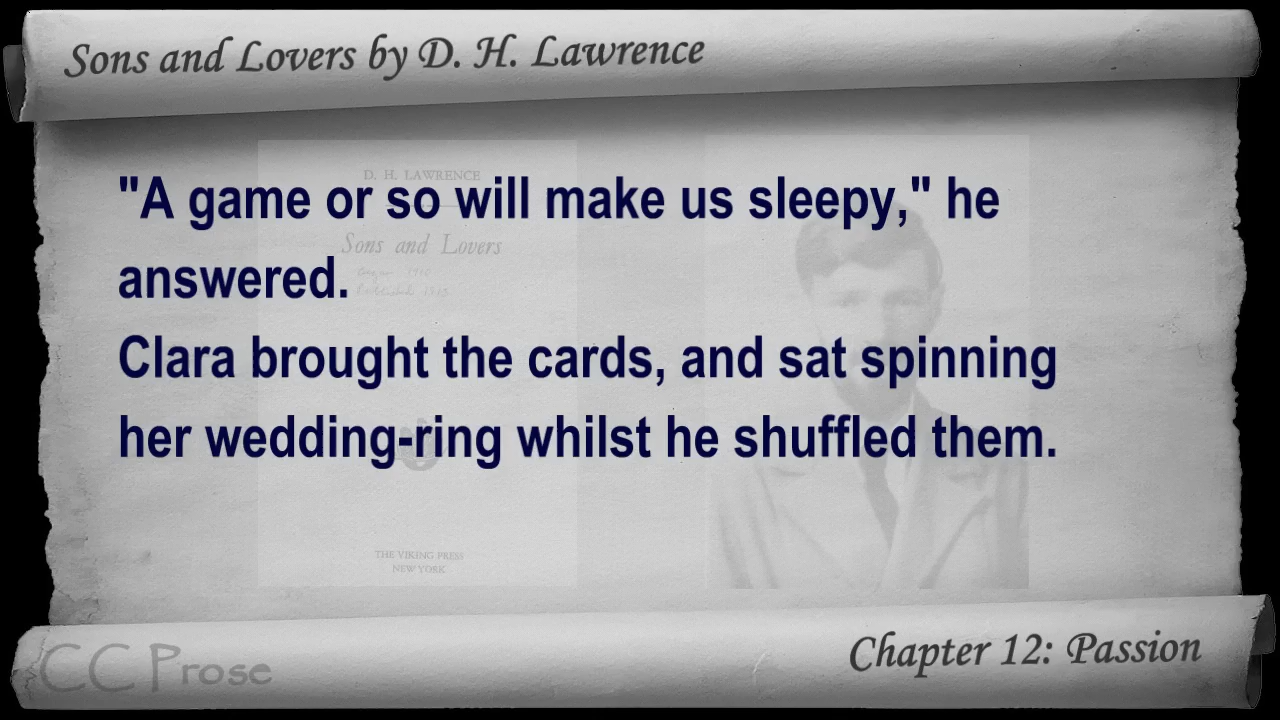 Sons and Lovers by D. H. Lawrence
D. H. LAWRENCE
"A game or so will make us sleepy," he
Sons and Lovers
answered.
Clara brought the cards, and sat spinning
her wedding-ring whilst he shuffled them.
THE VIKING PRESS
NEW YORK
CC Prose
Chapter 12: Passion